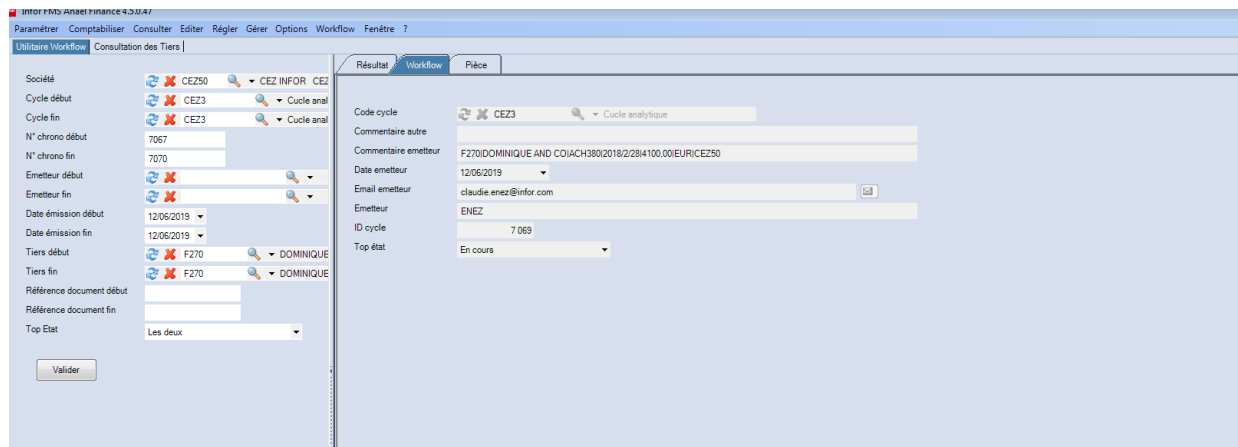 Infor FMS Anael Finance 4.5.0.47
Paramétrer Comptabiliser Consulter Editer Régler Gérer Options Workflow Fenêtre ?
Utilitaire Workflow Consultation des Tiers
Résultat Workflow Pièce
Société CEZ50 CEZ INFOR CEZ
Cycle début CEZ3 Cucle anal
Cycle fin CEZ3 Cucle anal
N° chrono début 7067
N° chrono fin 7070
Emetteur début
Emetteur fin
Date émission début 12/06/2019
Date émission fin 12/06/2019
Tiers début F270 DOMINIQUE
Tiers fin F270 DOMINIQUE
Référence document début
Référence document fin
Top Etat Les deux
Valider
Code cycle CEZ3 Cucle analytique
Commentaire autre
Commentaire emetteur F270|DOMINIQUE AND CO|ACH380|2018/2/28|4100,00|EUR|CEZ50
Date emetteur 12/06/2019
Email emetteur claudie.enez@infor.com
Emetteur ENEZ
ID cycle 7 069
Top état En cours